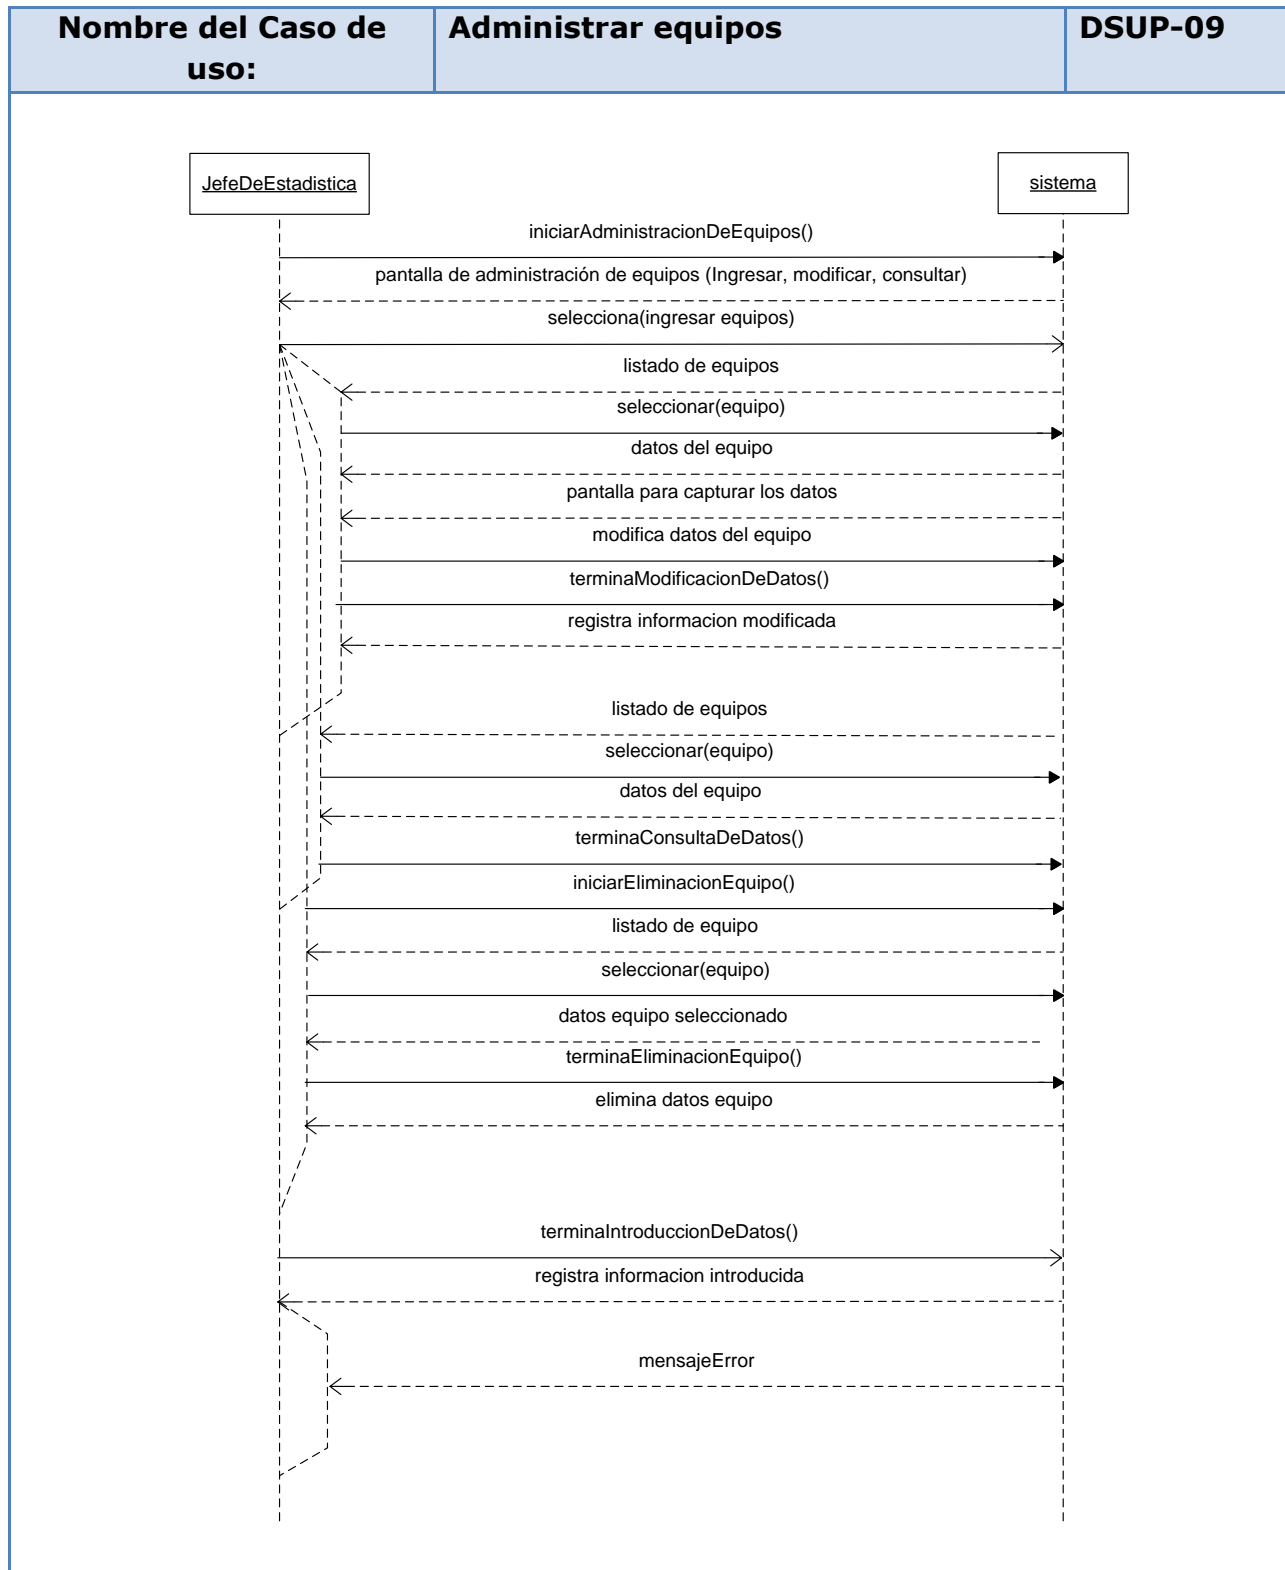 Nombre del Caso de
uso:
Administrar equipos
DSUP-09
JefeDeEstadistica
sistema
iniciarAdministracionDeEquipos()
pantalla de administración de equipos (Ingresar, modificar, consultar)
selecciona(ingresar equipos)
listado de equipos
seleccionar(equipo)
datos del equipo
pantalla para capturar los datos
modifica datos del equipo
terminaModificacionDeDatos()
registra informacion modificada
listado de equipos
seleccionar(equipo)
datos del equipo
terminaConsultaDeDatos()
iniciarEliminacionEquipo()
listado de equipo
seleccionar(equipo)
datos equipo seleccionado
terminaEliminacionEquipo()
elimina datos equipo
terminaIntroduccionDeDatos()
registra informacion introducida
mensajeError